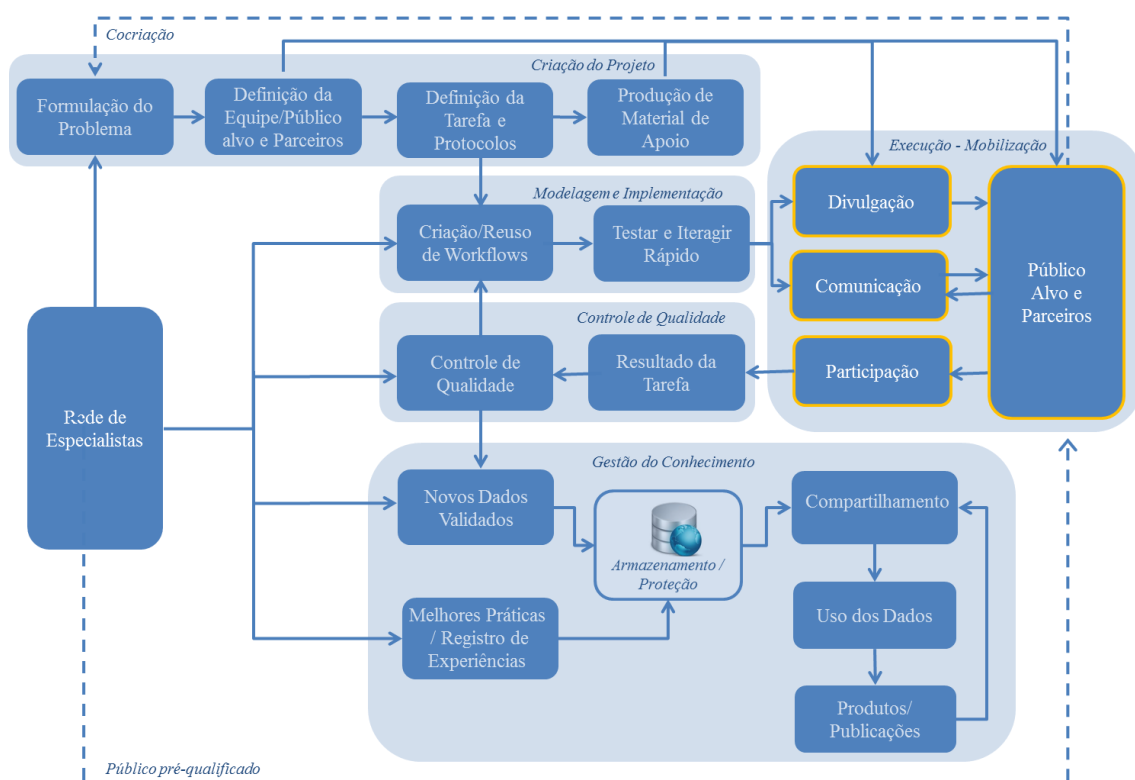 Cocriação
Criação do Projeto
Formulação do
Problema
Definição da
Equipe/Público
alvo e Parceiros
Definição da
Tarefa e
Protocolos
Produção de
Material de
Apoio
Execução - Mobilização
Modelagem e Implementação
Criação/Reuso
de Workflows
Testar e Iteragir
Rápido
Divulgação
Comunicação
Participação
Público
Alvo e
Parceiros
Controle de Qualidade
Controle de
Qualidade
Resultado da
Tarefa
Rede de
Especialistas
Gestão do Conhecimento
Novos Dados
Validados
Armazenamento /
Proteção
Compartilhamento
Melhores Práticas
/ Registro de
Experiências
Uso dos Dados
Produtos/
Publicações
Público pré-qualificado